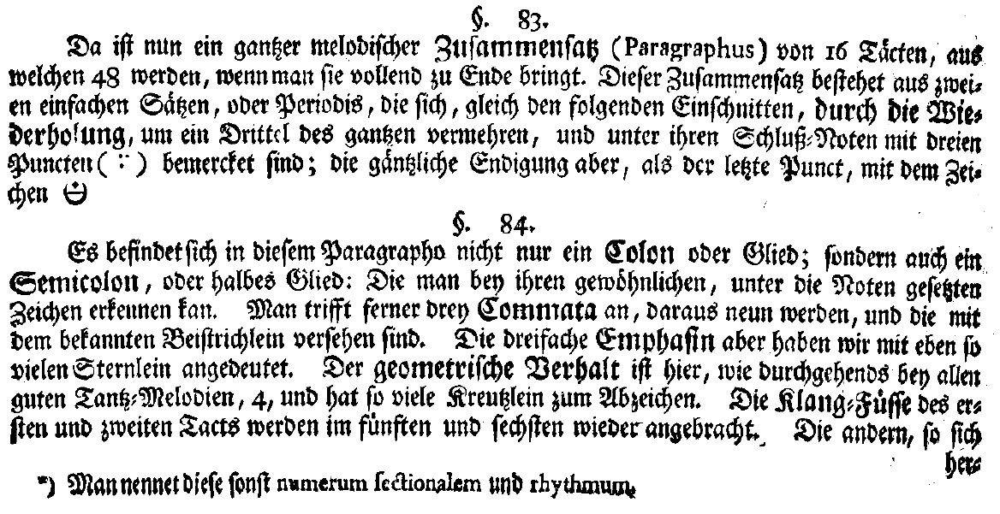 §. 83.
Da ist nun ein gantzer melodischer Zusammensatz (Paragraphus) von 16 Täcten, aus
welchen 48 werden, wenn man sie vollend zu Ende bringt. Dieser Zusammensatz bestehet aus zwei-
en einfachen Sätzen, oder Periodis, die sich, gleich den folgenden Einschnitten, durch die Wie-
derholung, um ein Drittel des gantzen vermehren, und unter ihren Schluß-Noten mit dreien
Puncten (∵) bemercket sind; die gäntzliche Endigung aber, als der letzte Punct, mit dem Zei-
chen
§. 84.
Es befindet sich in diesem Paragrapho nicht nur ein Colon oder Glied; sondern auch ein
Semicolon, oder halbes Glied: Die man bey ihren gewöhnlichen, unter die Noten gesetzten
Zeichen erkennen kan. Man trifft ferner drey Commata an, daraus neun werden, und die mit
dem bekannten Beistrichlein versehen sind. Die dreifache Emphasin aber haben wir mit eben so
vielen Sternlein angedeutet. Der geometrische Verhalt ist hier, wie durchgehends bey allen
guten Tantz-Melodien, 4, und hat so viele Kreutzlein zum Abzeichen. Die Klang-Füsse des er-
sten und zweiten Tacts werden im fünften und sechsten wieder angebracht. Die andern, so sich
her-
*) Man nennet diese sonst numerum sectionalem und rhythmum.